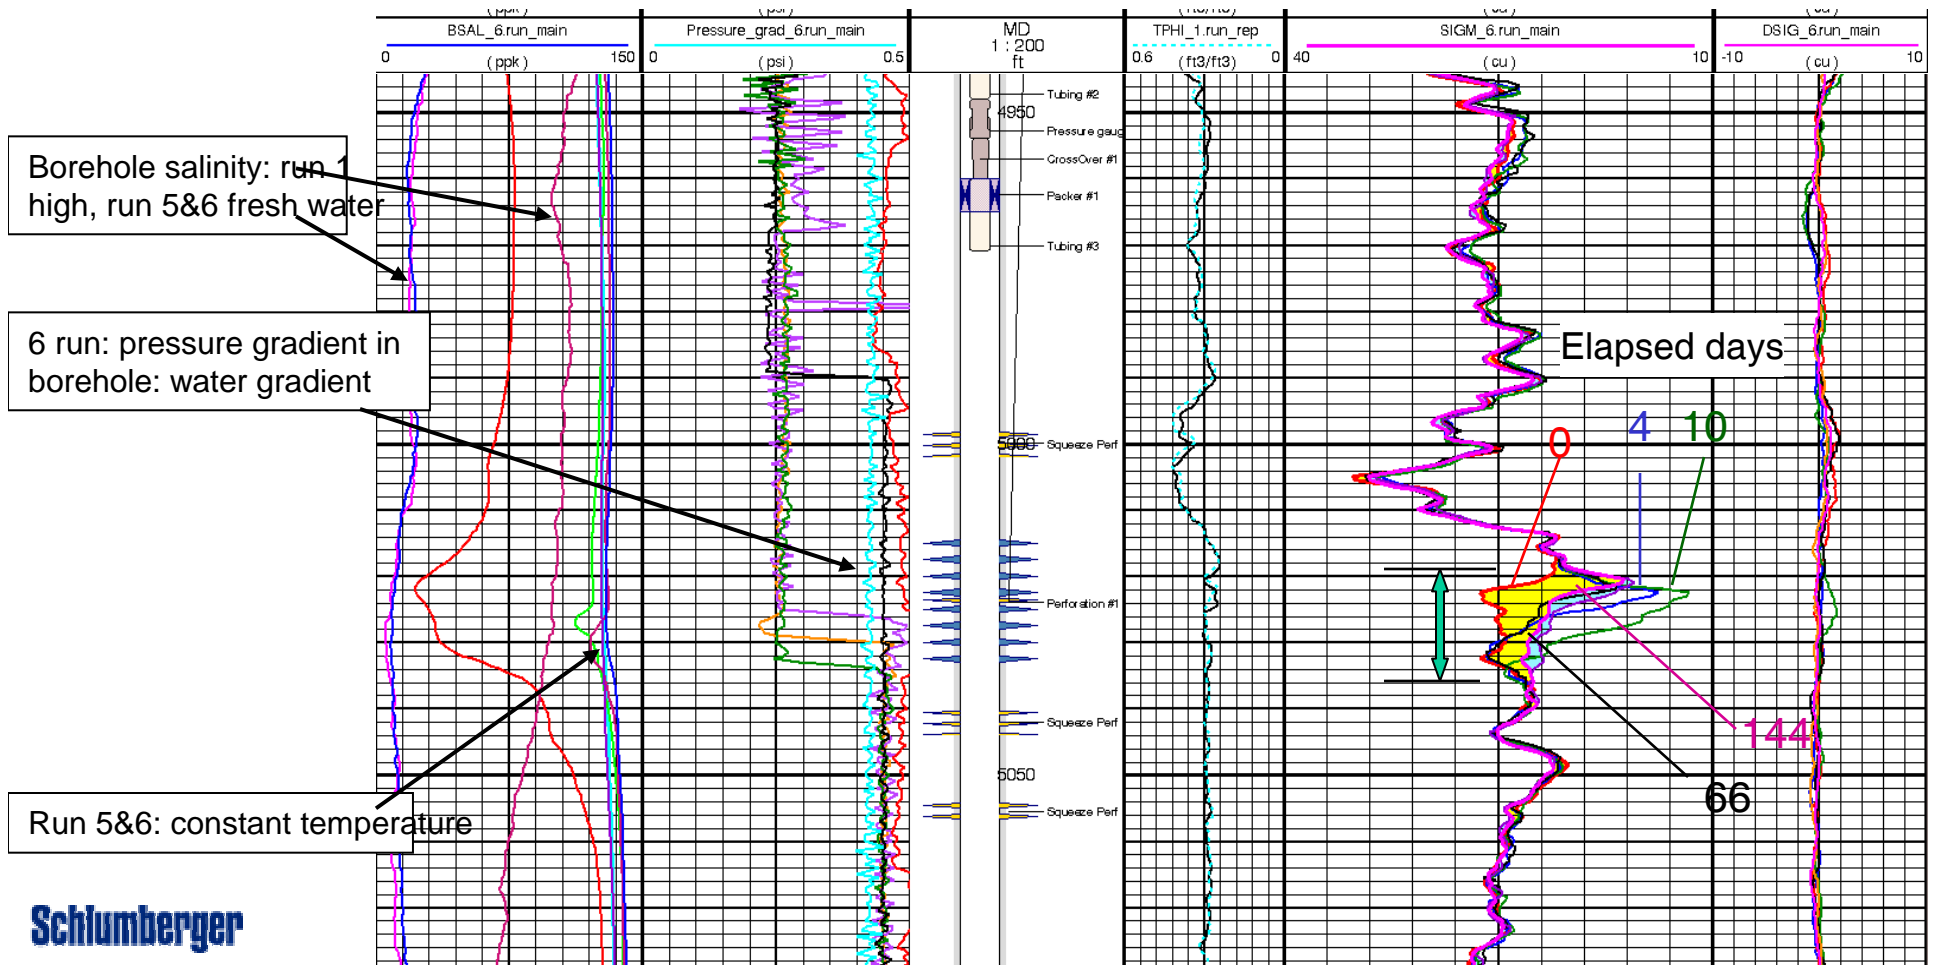 BSAL_6.run_main
0 150
(ppk)
Pressure_grad_6.run_main
0 0.5
(psi)
MD
1 : 200
ft
TPHI_1.run_rep
0.6 0
(ft3/ft3)
SIGM_6.run_main
40 10
(cu)
DSIG_6.run_main
-10 10
(cu)
Borehole salinity: run 1
high, run 5&6 fresh water
6 run: pressure gradient in
borehole: water gradient
Run 5&6: constant temperature
Schlumberger
Tubing #2
4950
Pressure gaug
CrossOver #1
Packer #1
Tubing #3
5000
Squeeze Perf
Perforation #1
Squeeze Perf
5050
Squeeze Perf
Elapsed days
0
4
10
144
66